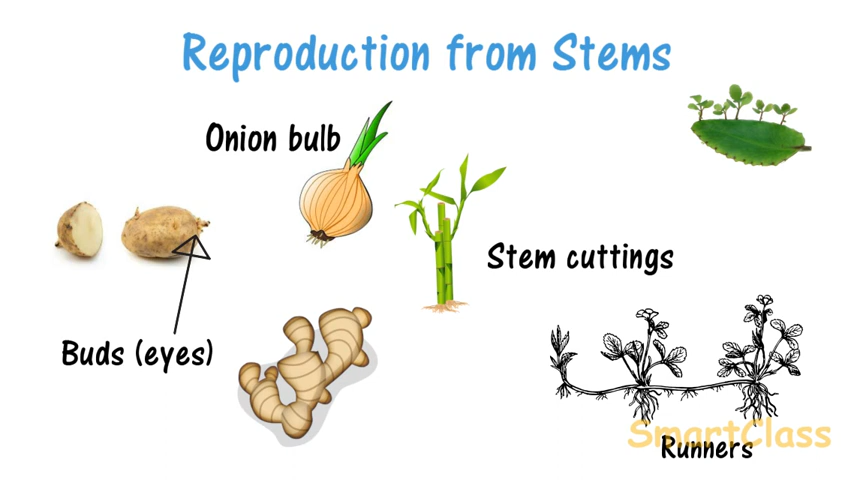 Reproduction from Stems
Onion bulb
Stem cuttings
Buds (eyes)
SmartClass
Runners